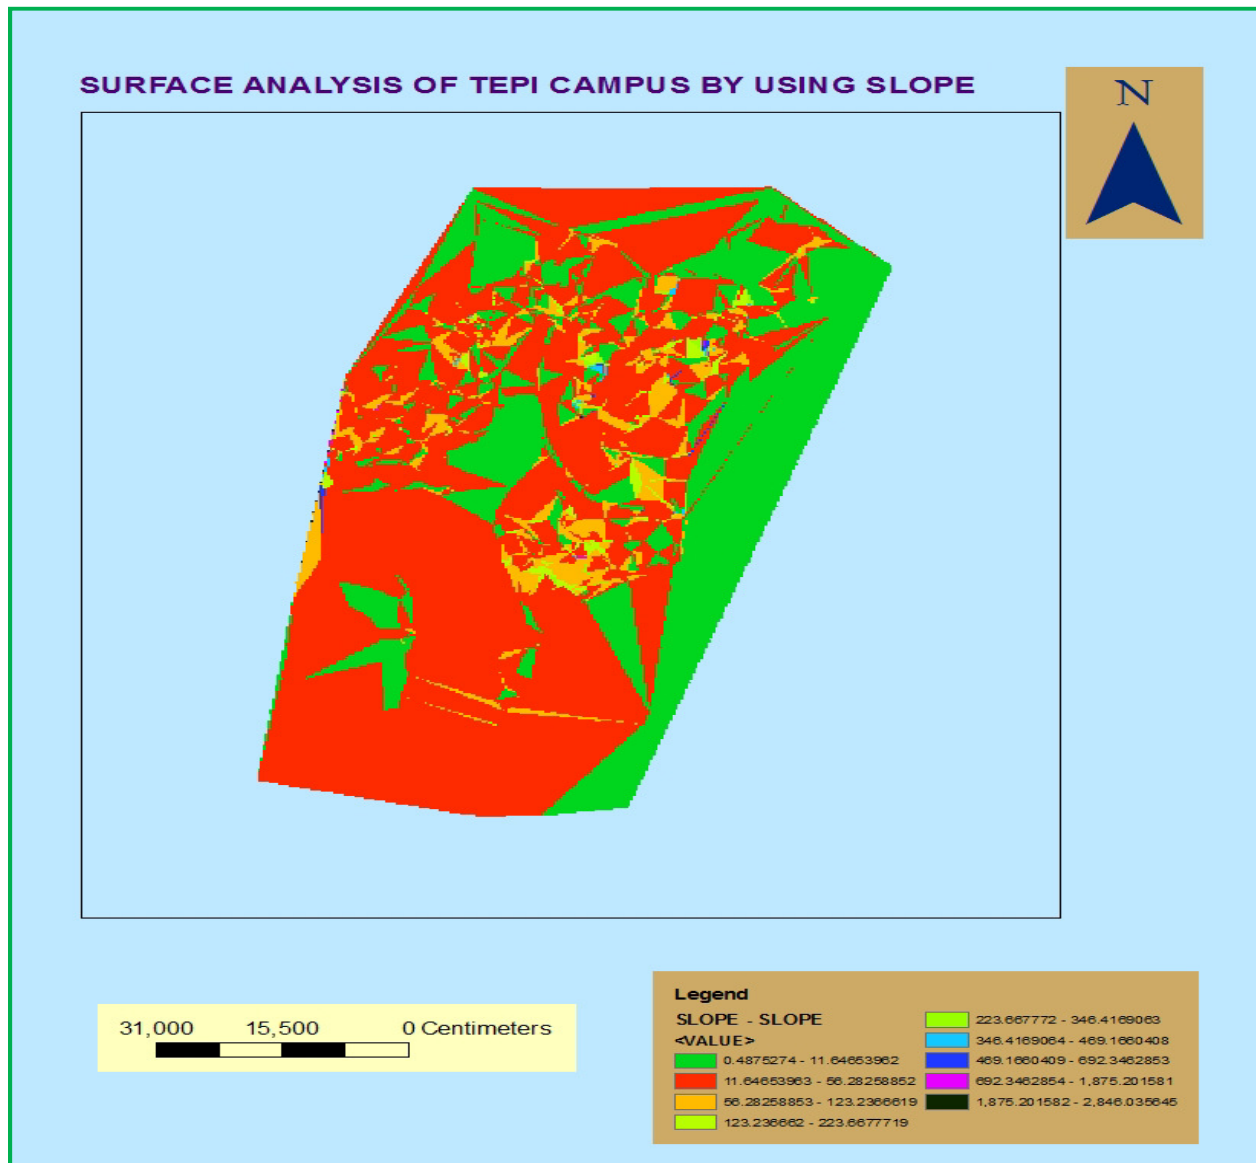 SURFACE ANALYSIS OF TEPI CAMPUS BY USING SLOPE
N
31,000 15,500 0 Centimeters
Legend
SLOPE - SLOPE
<VALUE>
0.4875274 - 11.64653962
11.64653963 - 56.28258852
56.28258853 - 123.2366619
123.236662 - 223.6677719
223.667772 - 346.4169063
346.4169064 - 469.1660408
469.1660409 - 692.3462853
692.3462854 - 1,875.201581
1,875.201582 - 2,846.035645